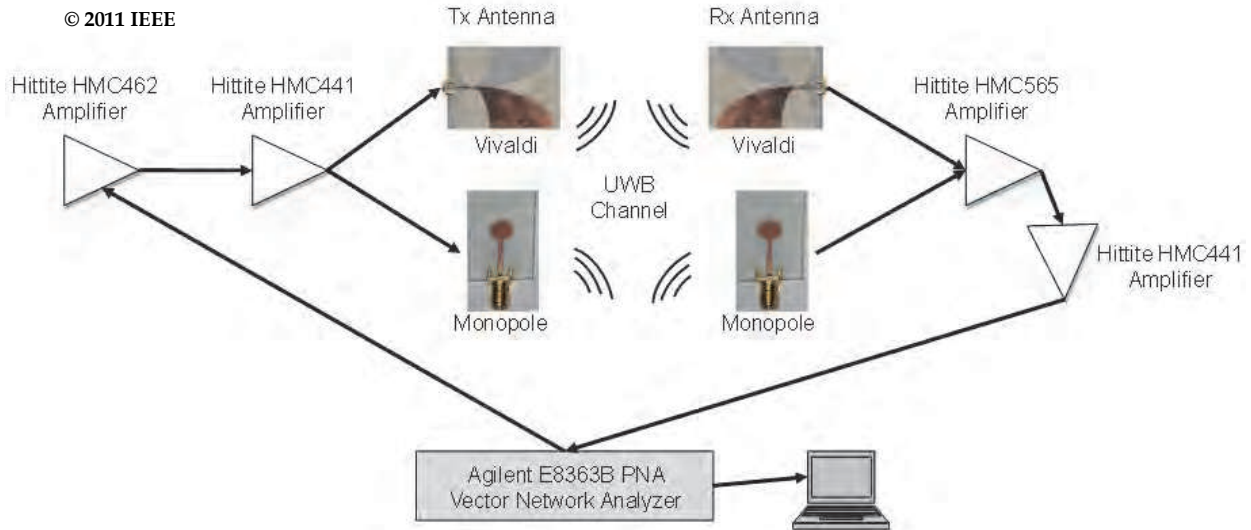 © 2011 IEEE
Tx Antenna
Rx Antenna
Hittite HMC462
Amplifier
Hittite HMC441
Amplifier
Vivaldi
Vivaldi
Hittite HMC565
Amplifier
UWB
Channel
Monopole
Monopole
Hittite HMC441
Amplifier
Agilent E8363B PNA
Vector Network Analyzer